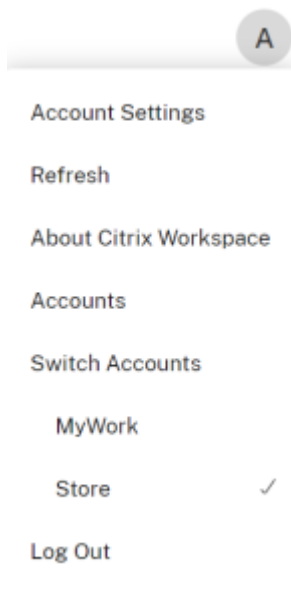 A
Account Settings
Refresh
About Citrix Workspace
Accounts
Switch Accounts
MyWork
Store
Log Out